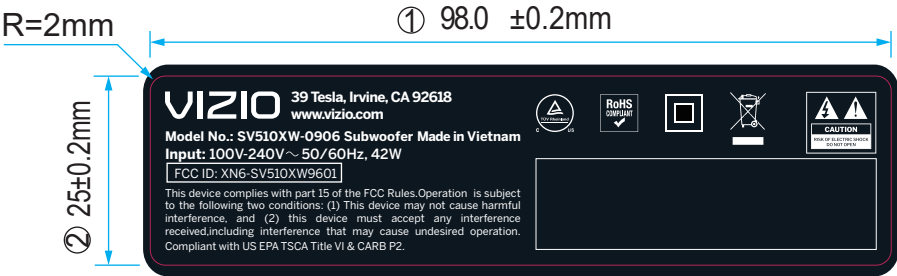 ① 98.0 ±0.2mm
R=2mm
② 25±0.2mm
VIZIO
39 Tesla, Irvine, CA 92618
www.vizio.com
Model No.: SV510XW-0906 Subwoofer Made in Vietnam
Input: 100V-240V～50/60Hz, 42W
FCC ID: XN6-SV510XW9601
This device complies with part 15 of the FCC Rules.Operation is subject
to the following two conditions: (1) This device may not cause harmful
interference, and (2) this device must accept any interference
received,including interference that may cause undesired operation.
Compliant with US EPA TSCA Title VI & CARB P2.
TÜV Rheinland
C US
RoHS
COMPLIANT
CAUTION
RISK OF ELECTRIC SHOCK
DO NOT OPEN